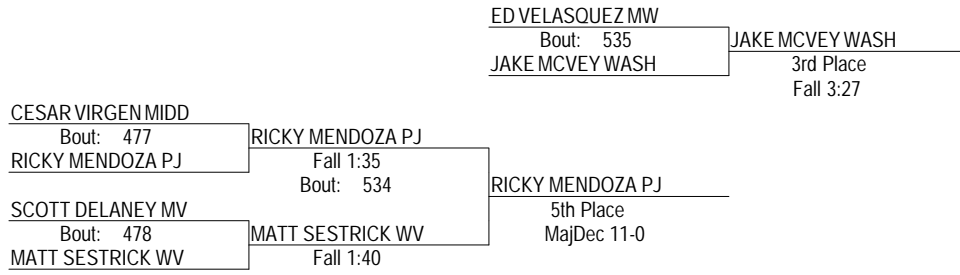 ED VELASQUEZ MW
Bout: 535
JAKE MCVEY WASH
JAKE MCVEY WASH
3rd Place
Fall 3:27
CESAR VIRGEN MIDD
Bout: 477
RICKY MENDOZA PJ
RICKY MENDOZA PJ
Fall 1:35
Bout: 534
RICKY MENDOZA PJ
5th Place
MajDec 11-0
SCOTT DELANEY MV
Bout: 478
MATT SESTRICK WV
MATT SESTRICK WV
Fall 1:40